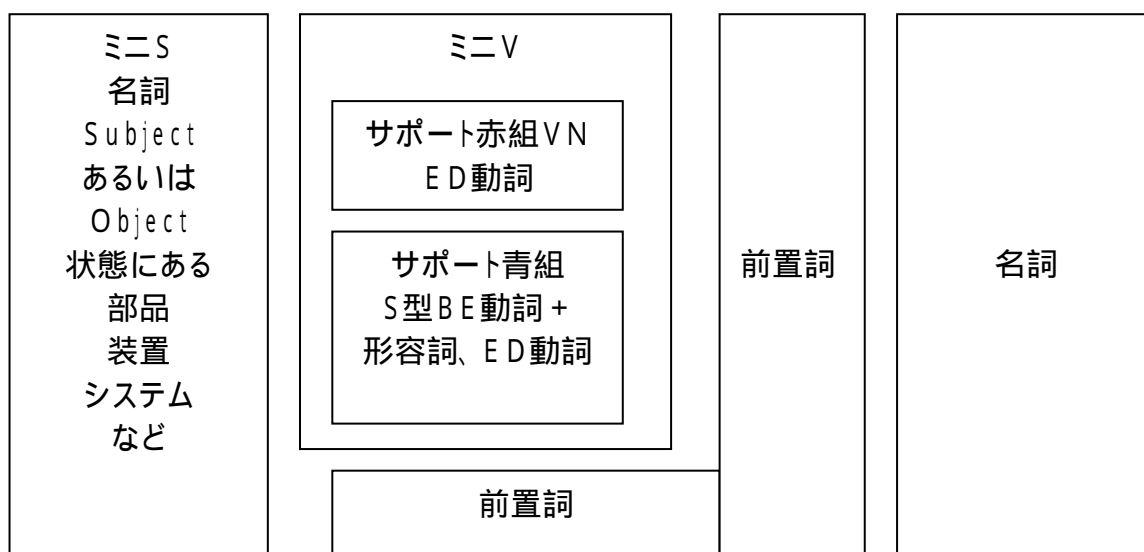 ミニS
名詞
Subject
あるいは
Object
状態にある
部品
装置
システム
など
ミニV
サポート赤組VN
ED動詞
サポート青組
S型BE動詞+
形容詞、ED動詞
前置詞
前置詞
名詞